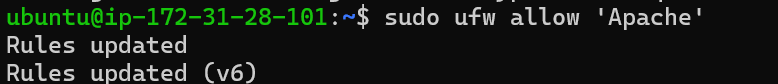 ubuntu@ip-172-31-28-101:~$ sudo ufw allow 'Apache'
Rules updated
Rules updated (v6)